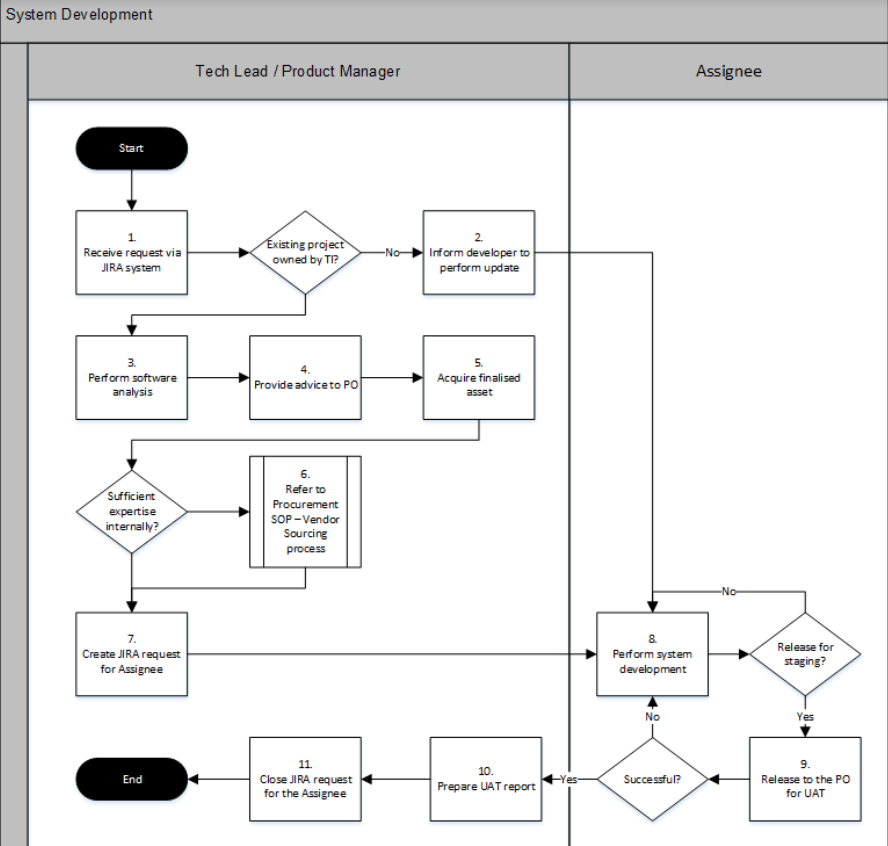 System Development
Tech Lead / Product Manager
Assignee
Start
1.
Receive request via
JIRA system
Existing project
owned by TI?
No
2.
Inform developer to
perform update
3.
Perform software
analysis
4.
Provide advice to PO
5.
Acquire finalised
asset
Sufficient
expertise
internally?
6.
Refer to
Procurement
SOP – Vendor
Sourcing
process
No
7.
Create JIRA request
for Assignee
8.
Perform system
development
Release for
staging?
No
Yes
End
11.
Close JIRA request
for the Assignee
10.
Prepare UAT report
Yes
Successful?
9.
Release to the PO
for UAT